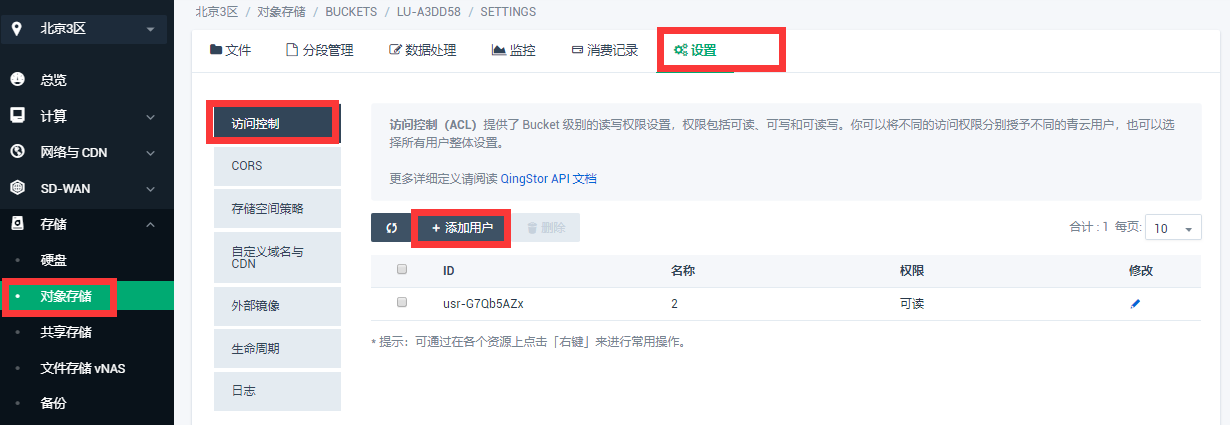 北京3区
总览
计算
网络与 CDN
SD-WAN
存储
硬盘
对象存储
共享存储
文件存储 vNAS
备份
北京3区 / 对象存储 / BUCKETS / LU-A3DD58 / SETTINGS
文件 分段管理 数据处理 监控 消费记录 设置
访问控制
CORS
存储空间策略
自定义域名与
CDN
外部镜像
生命周期
日志
访问控制（ACL）提供了 Bucket 级别的读写权限设置，权限包括可读、可写和可读写。你可以将不同的访问权限分别授予不同的青云用户，也可以选
择所有用户整体设置。
更多详细定义请阅读 QingStor API 文档
+ 添加用户 删除 合计 : 1 每页: 10
ID 名称 权限 修改
usr-G7Qb5AZx 2 可读
* 提示：可通过在各个资源上点击「右键」来进行常用操作。